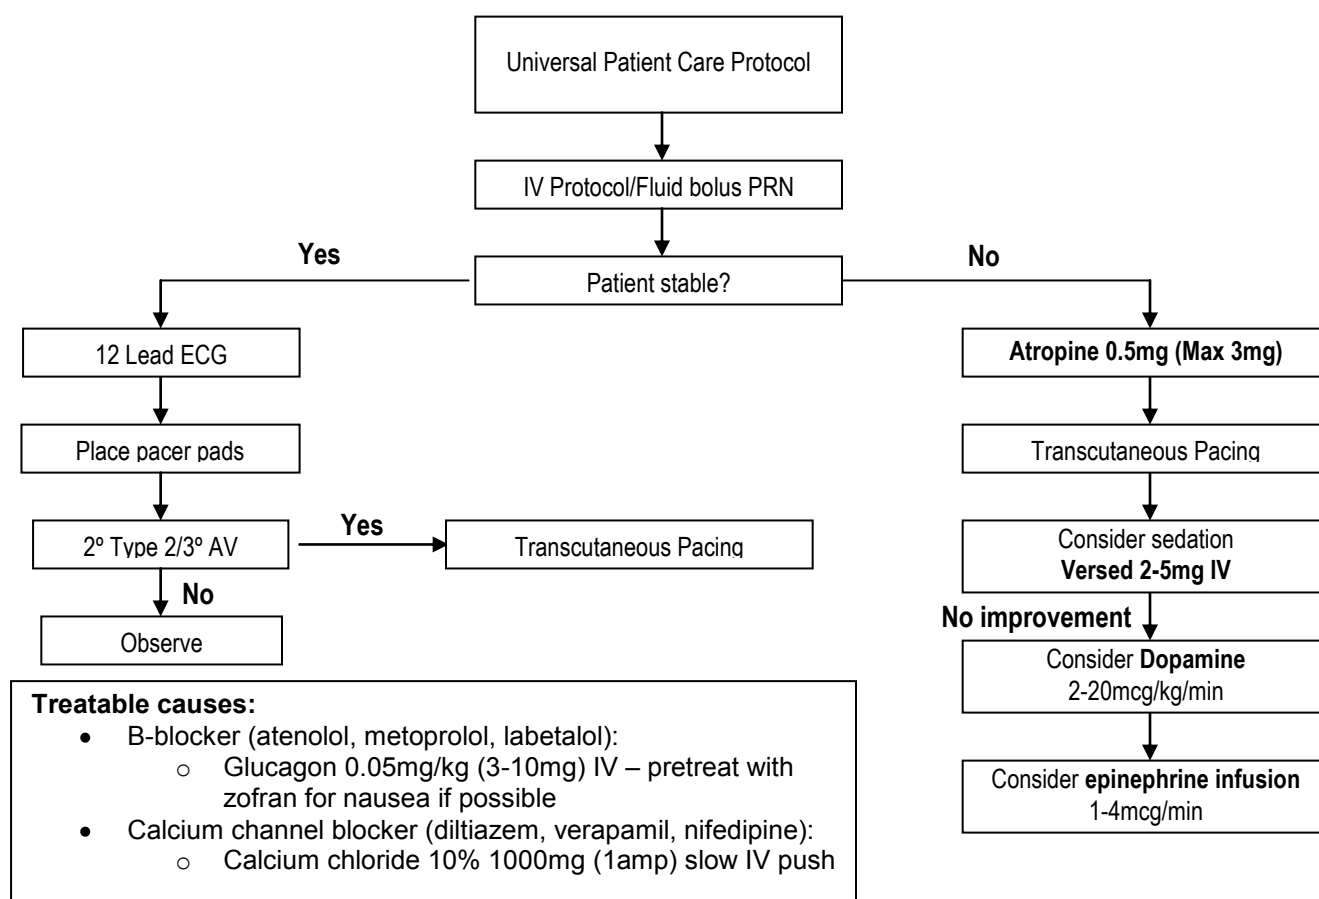 Universal Patient Care Protocol
IV Protocol/Fluid bolus PRN
Yes
No
Patient stable?
12 Lead ECG
Place pacer pads
2º Type 2/3º AV
Yes
Transcutaneous Pacing
No
Observe
Atropine 0.5mg (Max 3mg)
Transcutaneous Pacing
Consider sedation
Versed 2-5mg IV
No improvement
Consider Dopamine
2-20mcg/kg/min
Consider epinephrine infusion
1-4mcg/min
Treatable causes:
• B-blocker (atenolol, metoprolol, labetalol):
○ Glucagon 0.05mg/kg (3-10mg) IV – pretreat with
zofran for nausea if possible
• Calcium channel blocker (diltiazem, verapamil, nifedipine):
○ Calcium chloride 10% 1000mg (1amp) slow IV push